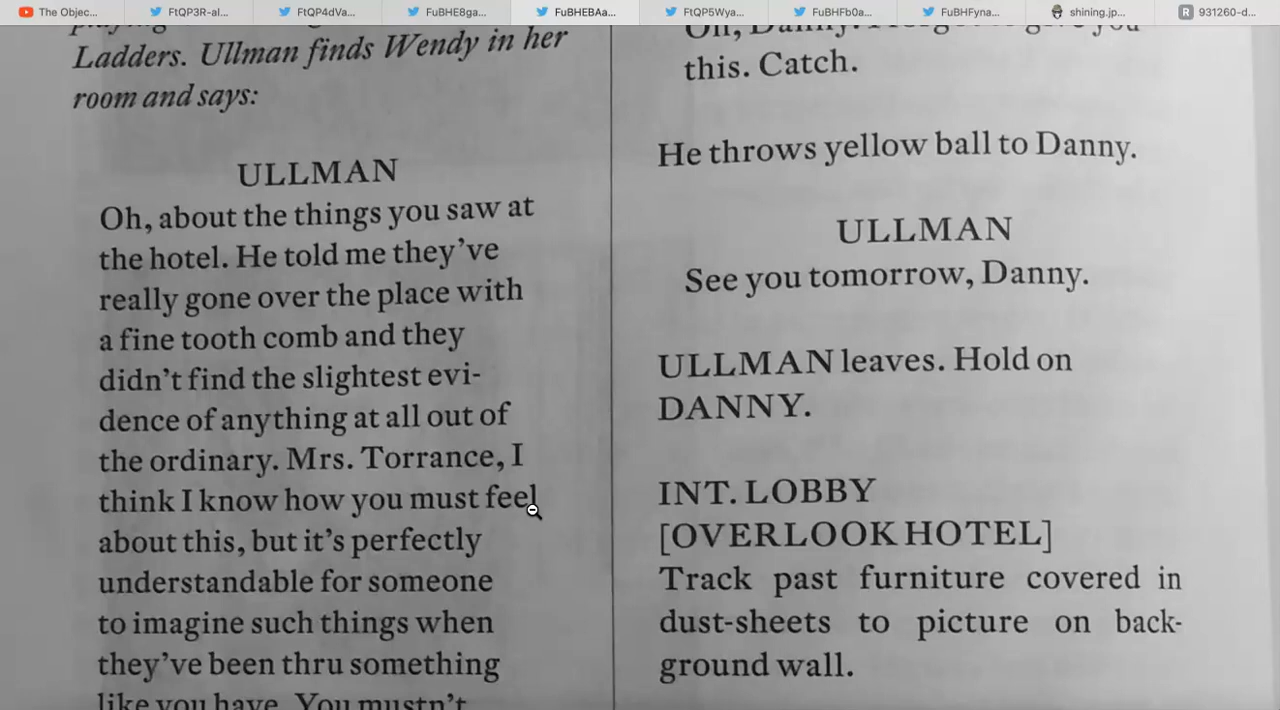 The Objec...
FtQP3R-al...
FtQP4dVa...
FuBHE8ga...
FuBHEBAa...
FtQP5Wya...
FuBHFb0a...
FuBHFyna...
shining.jp...
931260-d...
Ladders. Ullman finds Wendy in her
room and says:
ULLMAN
Oh, about the things you saw at
the hotel. He told me they've
really gone over the place with
a fine tooth comb and they
didn't find the slightest evi-
dence of anything at all out of
the ordinary. Mrs. Torrance, I
think I know how you must feel
about this, but it's perfectly
understandable for someone
to imagine such things when
they've been thru something
like you have. You mustn't
this. Catch.
He throws yellow ball to Danny.
ULLMAN
See you tomorrow, Danny.
ULLMAN leaves. Hold on
DANNY.
INT. LOBBY
[OVERLOOK HOTEL]
Track past furniture covered in
dust-sheets to picture on back-
ground wall.